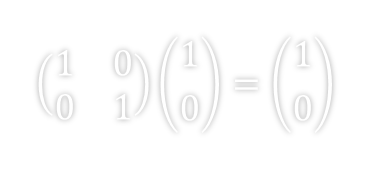 (1 0
0 1)(1
0) = (1
0)